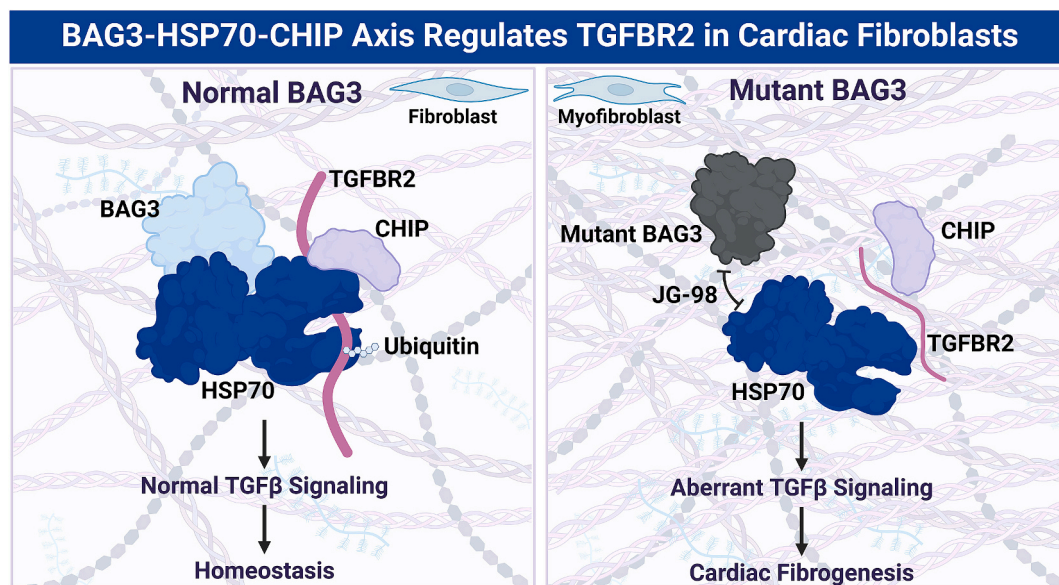 BAG3-HSP70-CHIP Axis Regulates TGFBR2 in Cardiac Fibroblasts
Normal BAG3
Fibroblast
TGFBR2
BAG3
CHIP
Ubiquitin
HSP70
Normal TGFβ Signaling
Homeostasis
Mutant BAG3
Myofibroblast
Mutant BAG3
CHIP
JG-98
TGFBR2
HSP70
Aberrant TGFβ Signaling
Cardiac Fibrogenesis